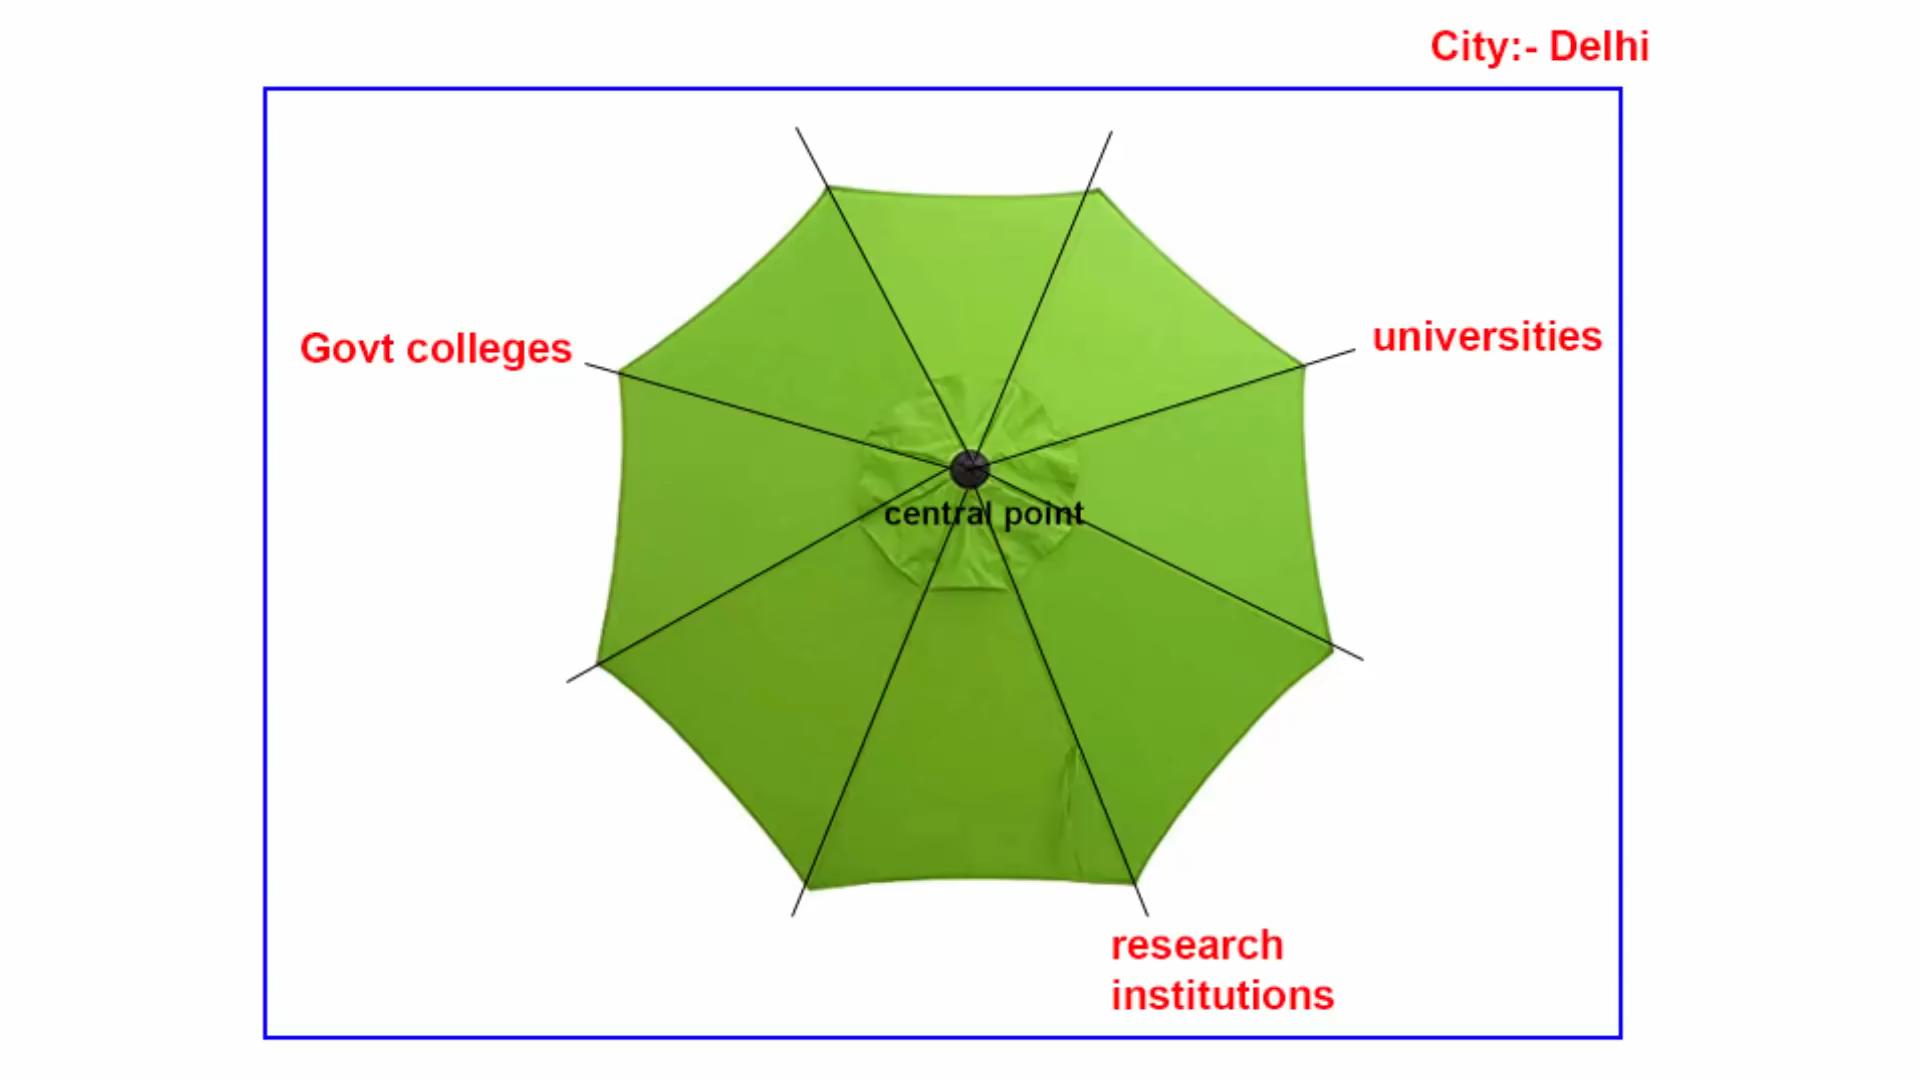 City:- Delhi
Govt colleges
universities
central point
research
institutions